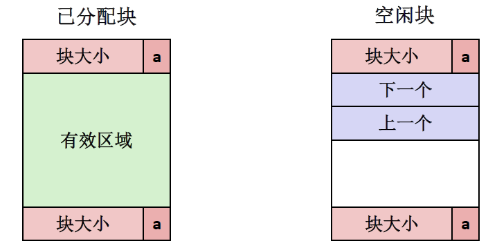 已分配块
块大小 a
有效区域
块大小 a
空闲块
块大小 a
下一个
上一个
块大小 a